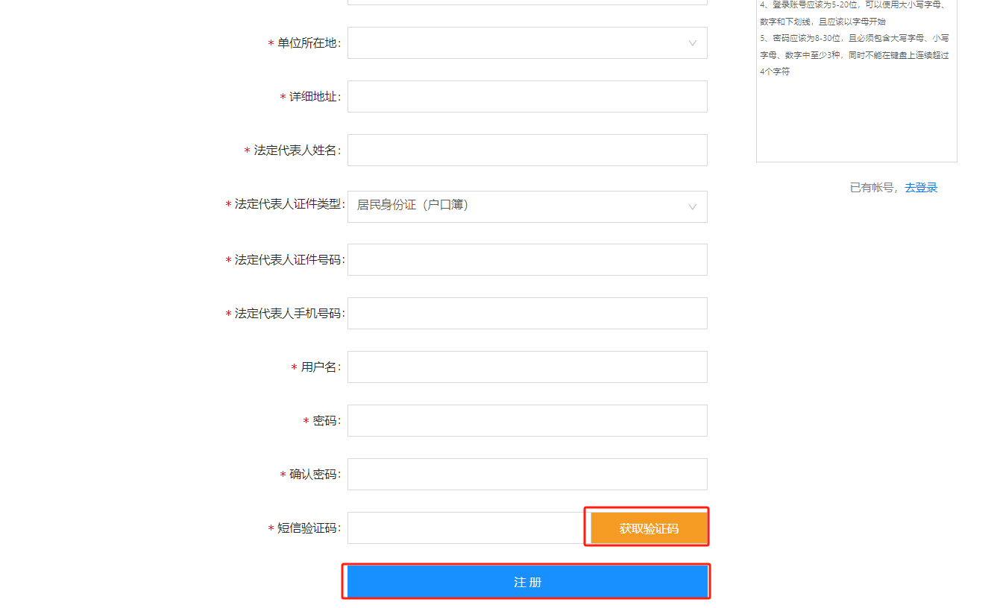 * 单位所在地:
* 详细地址:
* 法定代表人姓名:
* 法定代表人证件类型: 居民身份证（户口簿）
* 法定代表人证件号码:
* 法定代表人手机号码:
* 用户名:
* 密码:
* 确认密码:
* 短信验证码: 获取验证码
注 册
4、登录账号应该为5-20位，可以使用大小写字母、
数字和下划线，且应该以字母开始
5、密码应该为8-30位，且必须包含大写字母、小写
字母、数字中至少3种，同时不能在键盘上连续超过
4个字符
已有帐号，去登录